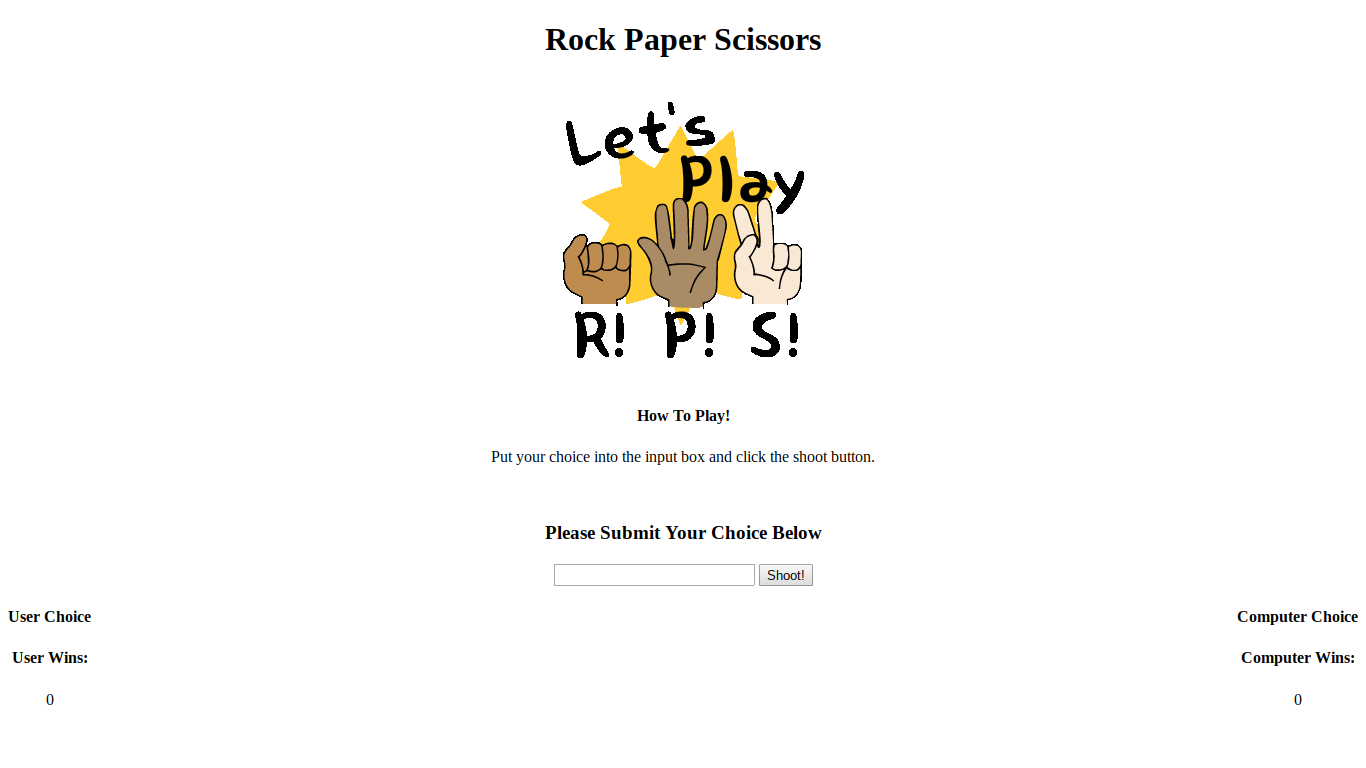 Rock Paper Scissors
Let's
Play
R! P! S!
How To Play!
Put your choice into the input box and click the shoot button.
Please Submit Your Choice Below
Shoot!
User Choice
Computer Choice
User Wins:
Computer Wins:
0
0